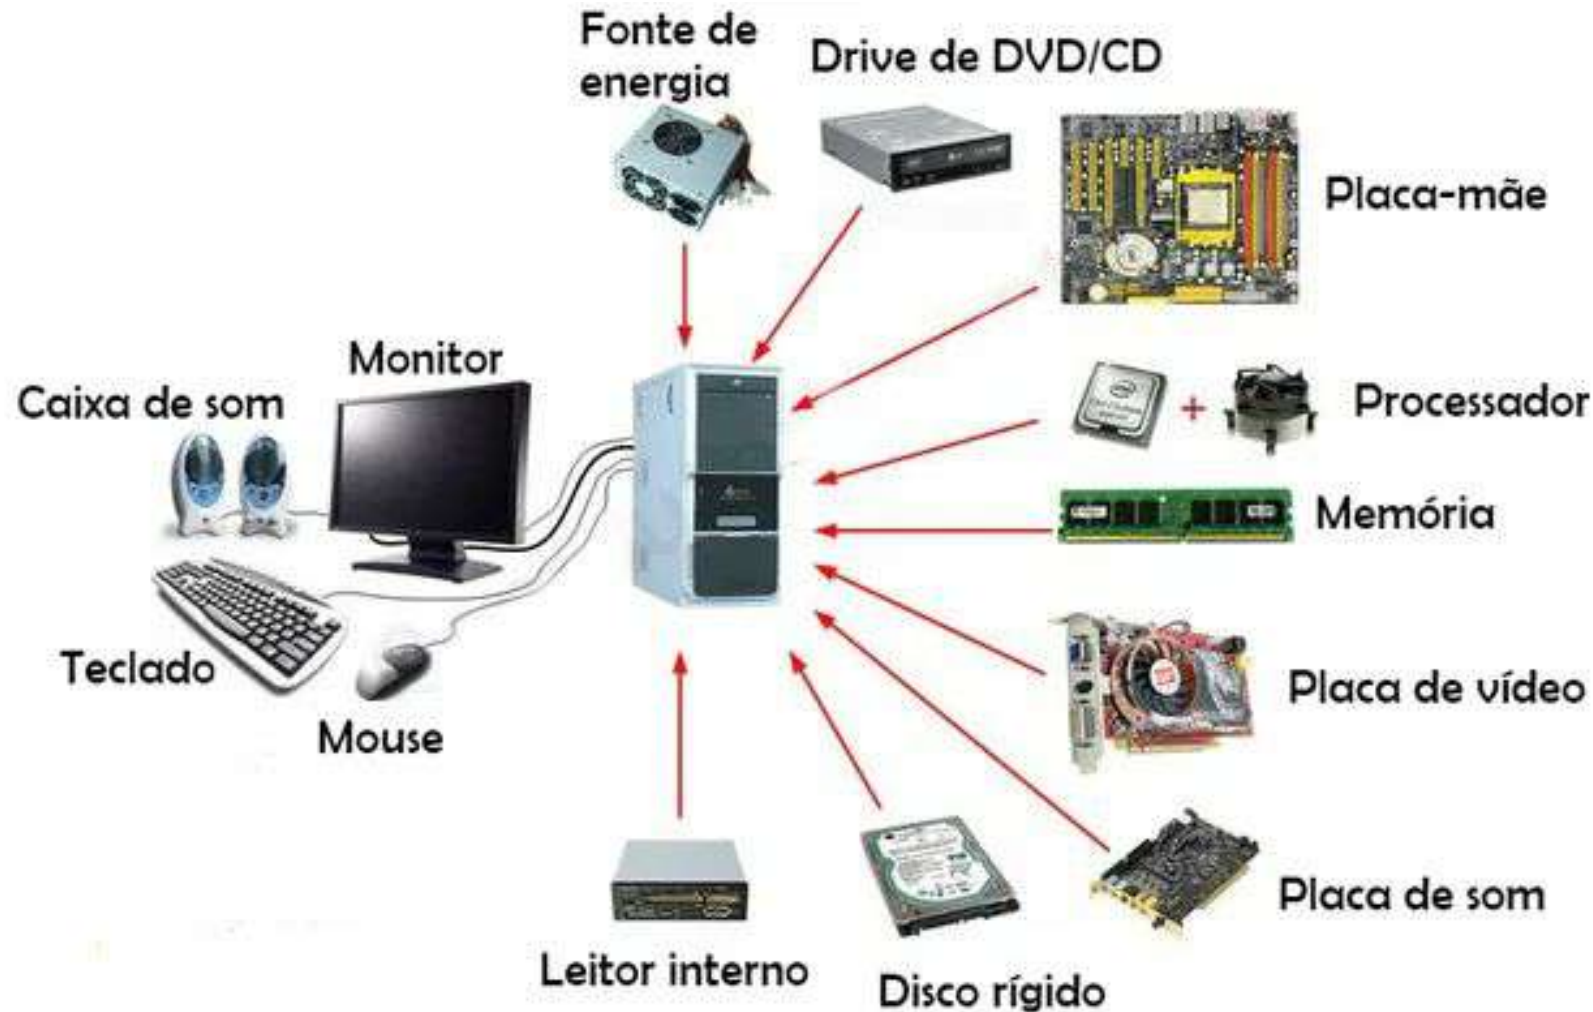 Fonte de
energia
Drive de DVD/CD
Placa-mãe
Monitor
Caixa de som
Processador
Memória
Teclado
Mouse
Placa de vídeo
Placa de som
Leitor interno
Disco rígido